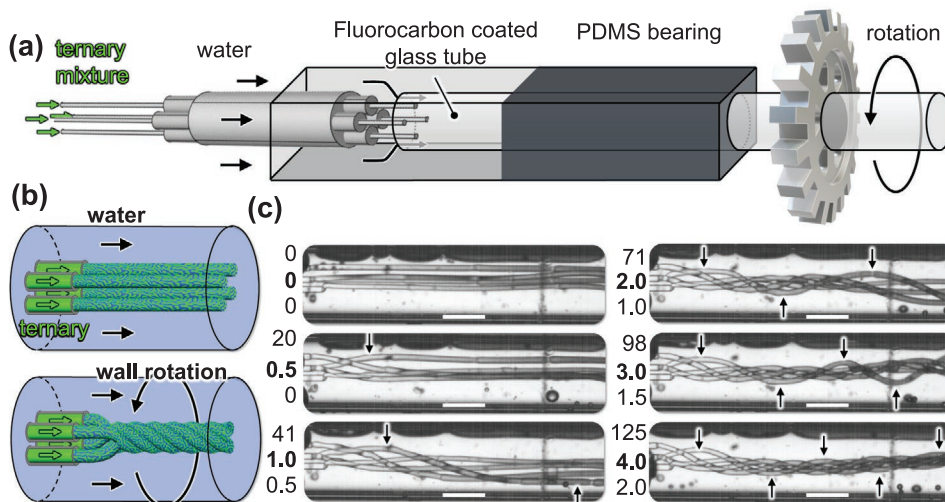 (a)
ternary
mixture
water
Fluorocarbon coated
glass tube
PDMS bearing
rotation
(b)
water
ternary
wall rotation
(c)
0
0
0
20
0.5
0
41
1.0
0.5
71
2.0
1.0
98
3.0
1.5
125
4.0
2.0